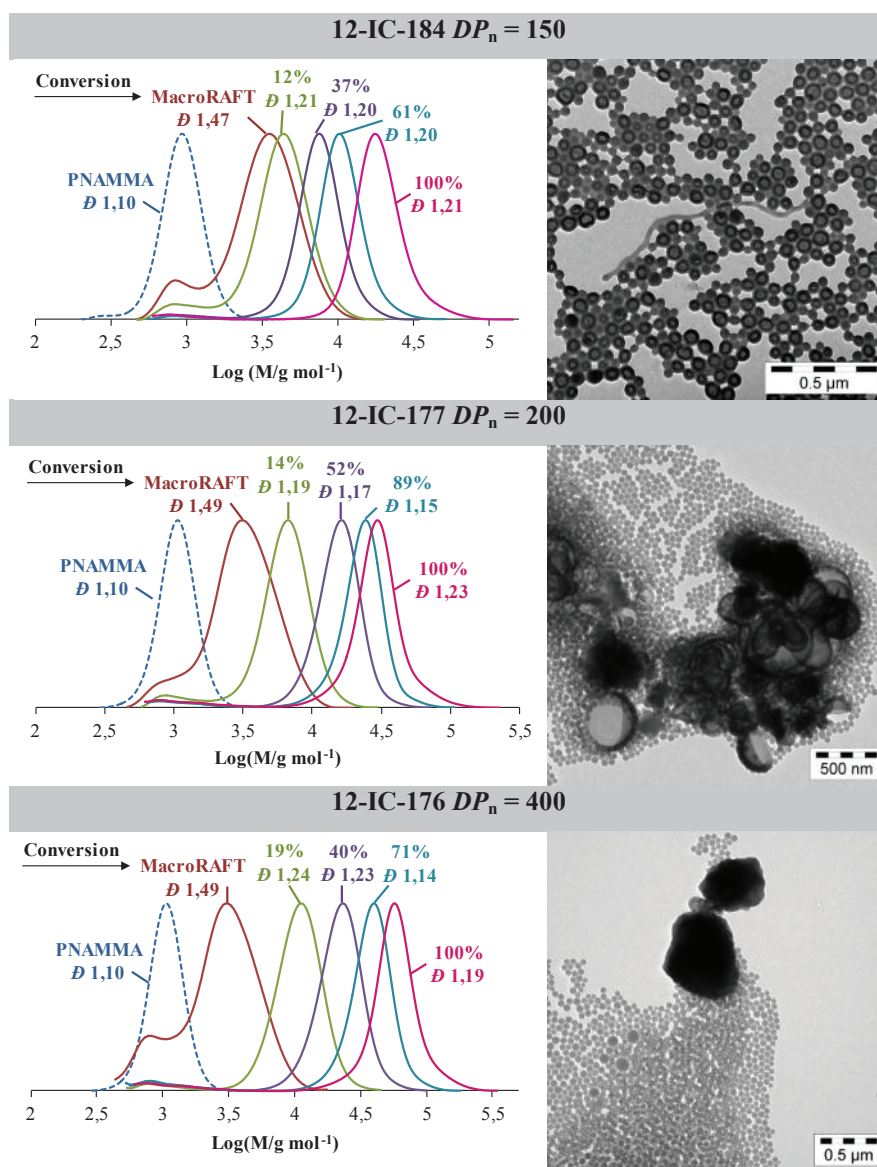 12-IC-184 DPn = 150
Conversion
MacroRAFT
Đ 1,47
12%
Đ 1,21
37%
Đ 1,20
61%
Đ 1,20
PNAMMA
Đ 1,10
100%
Đ 1,21
2 2,5 3 3,5 4 4,5 5
Log (M/g mol-1)
0.5 µm
12-IC-177 DPn = 200
Conversion
MacroRAFT
Đ 1,49
14%
Đ 1,19
52%
Đ 1,17
89%
Đ 1,15
PNAMMA
Đ 1,10
100%
Đ 1,23
2 2,5 3 3,5 4 4,5 5 5,5
Log(M/g mol-1)
500 nm
12-IC-176 DPn = 400
Conversion
MacroRAFT
Đ 1,49
19%
Đ 1,24
40%
Đ 1,23
71%
Đ 1,14
PNAMMA
Đ 1,10
100%
Đ 1,19
2 2,5 3 3,5 4 4,5 5 5,5
Log(M/g mol-1)
0.5 µm